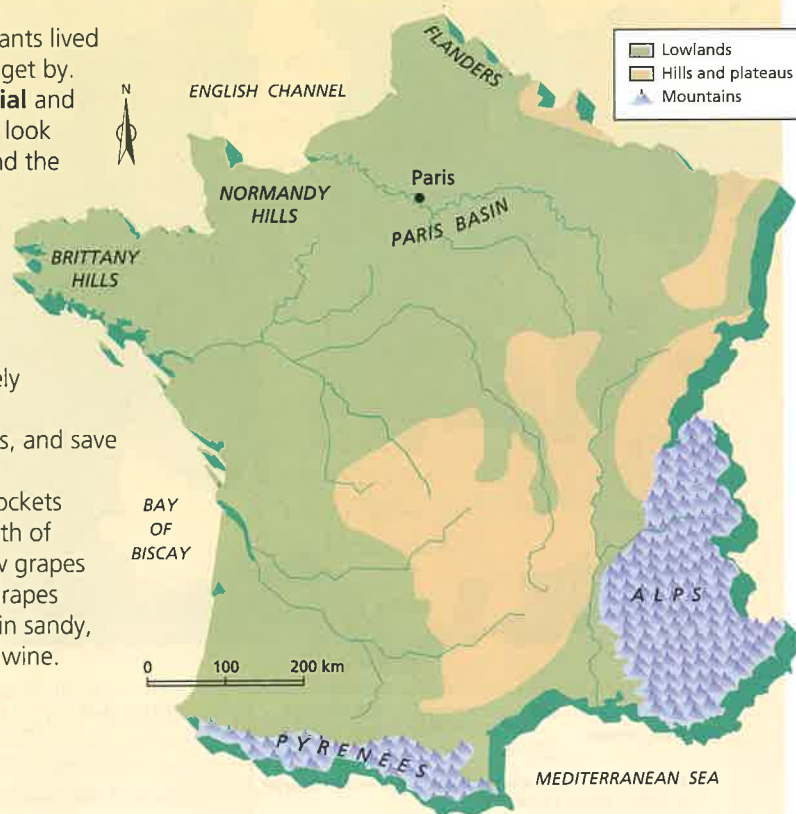 ants lived
get by.
ial and
look
nd the
ely
s, and save
ockets
th of
w grapes
rapes
in sandy,
wine.
N
ENGLISH CHANNEL
FLANDERS
Lowlands
Hills and plateaus
Mountains
NORMANDY
HILLS
Paris
PARIS BASIN
BRITTANY
HILLS
BAY
OF
BISCAY
ALPS
0 100 200 km
PYRENEES
MEDITERRANEAN SEA